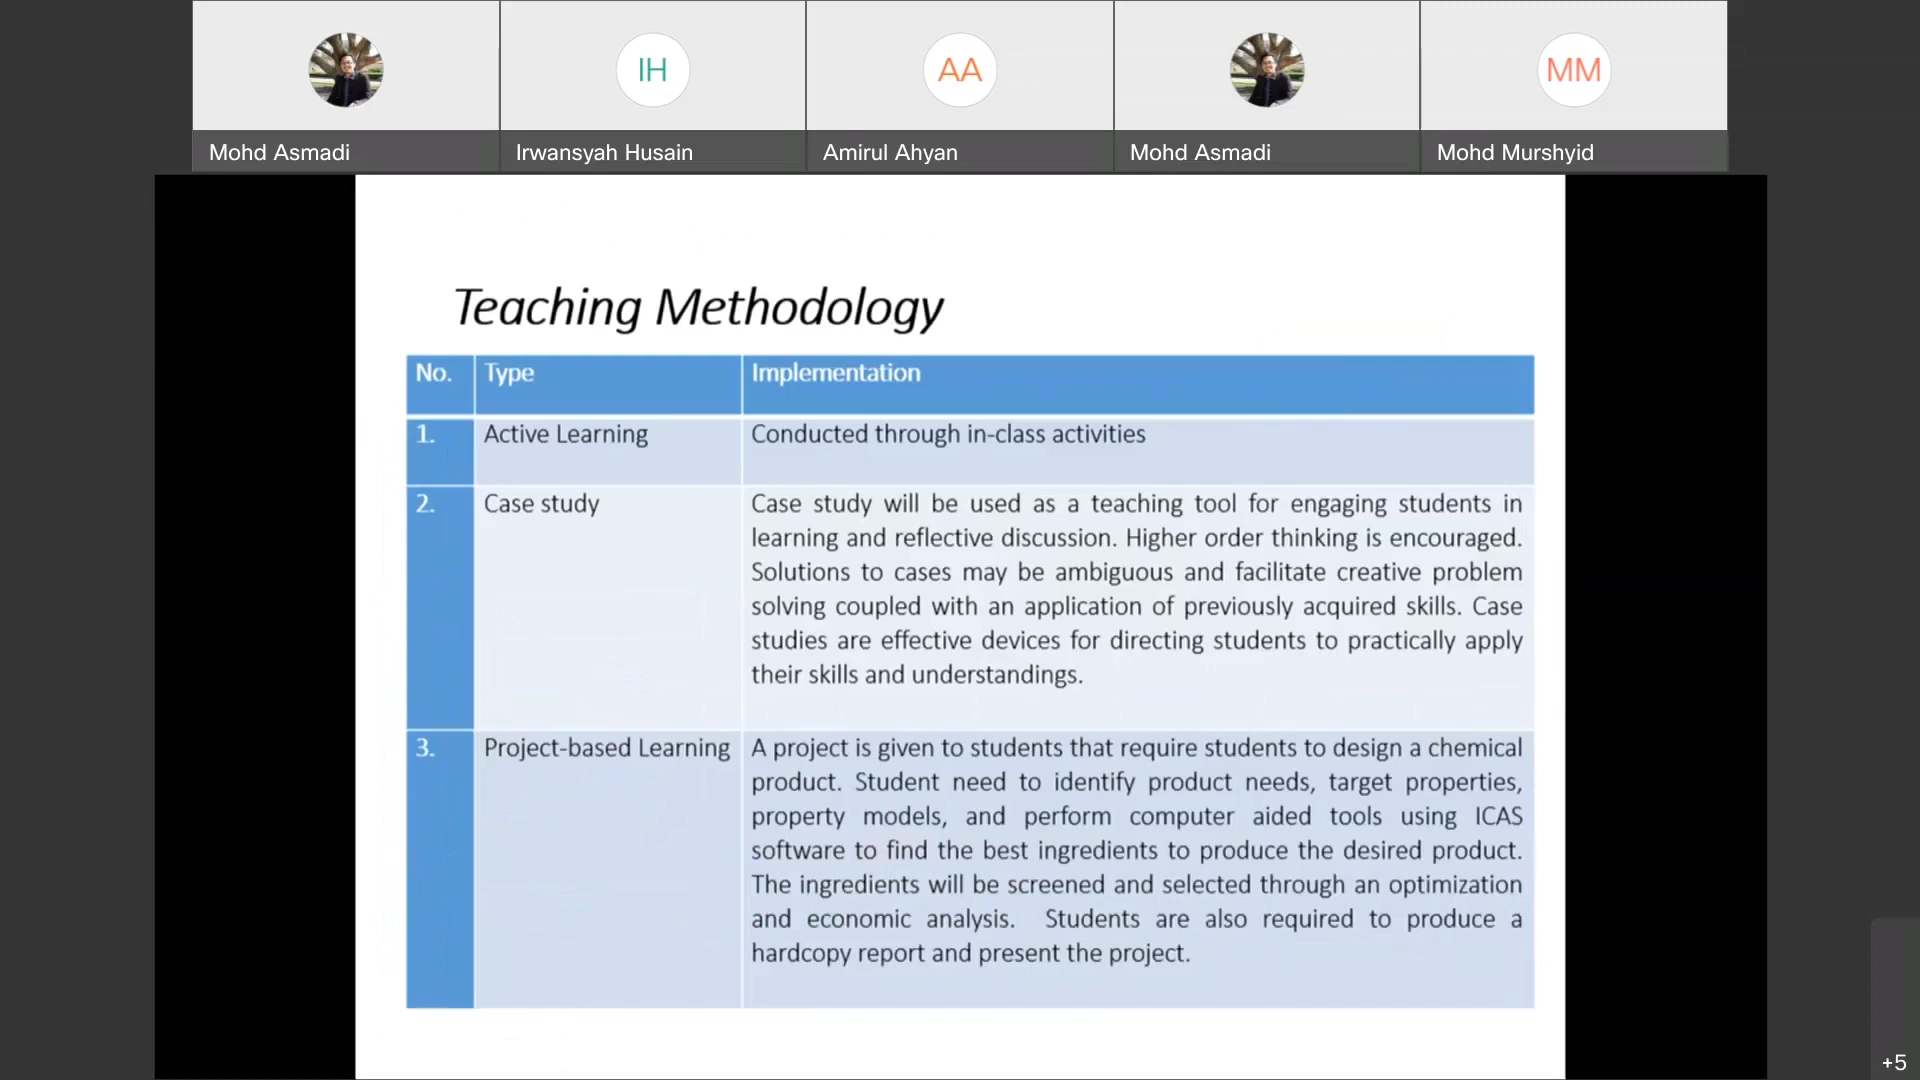 IH
AA
MM
Mohd Asmadi
Irwansyah Husain
Amirul Ahyan
Mohd Asmadi
Mohd Murshyid
Teaching Methodology
No.
Type
Implementation
1.
Active Learning
Conducted through in-class activities
2.
Case study
Case study will be used as a teaching tool for engaging students in
learning and reflective discussion. Higher order thinking is encouraged.
Solutions to cases may be ambiguous and facilitate creative problem
solving coupled with an application of previously acquired skills. Case
studies are effective devices for directing students to practically apply
their skills and understandings.
3.
Project-based Learning
A project is given to students that require students to design a chemical
product. Student need to identify product needs, target properties,
property models, and perform computer aided tools using ICAS
software to find the best ingredients to produce the desired product.
The ingredients will be screened and selected through an optimization
and economic analysis. Students are also required to produce a
hardcopy report and present the project.
+5